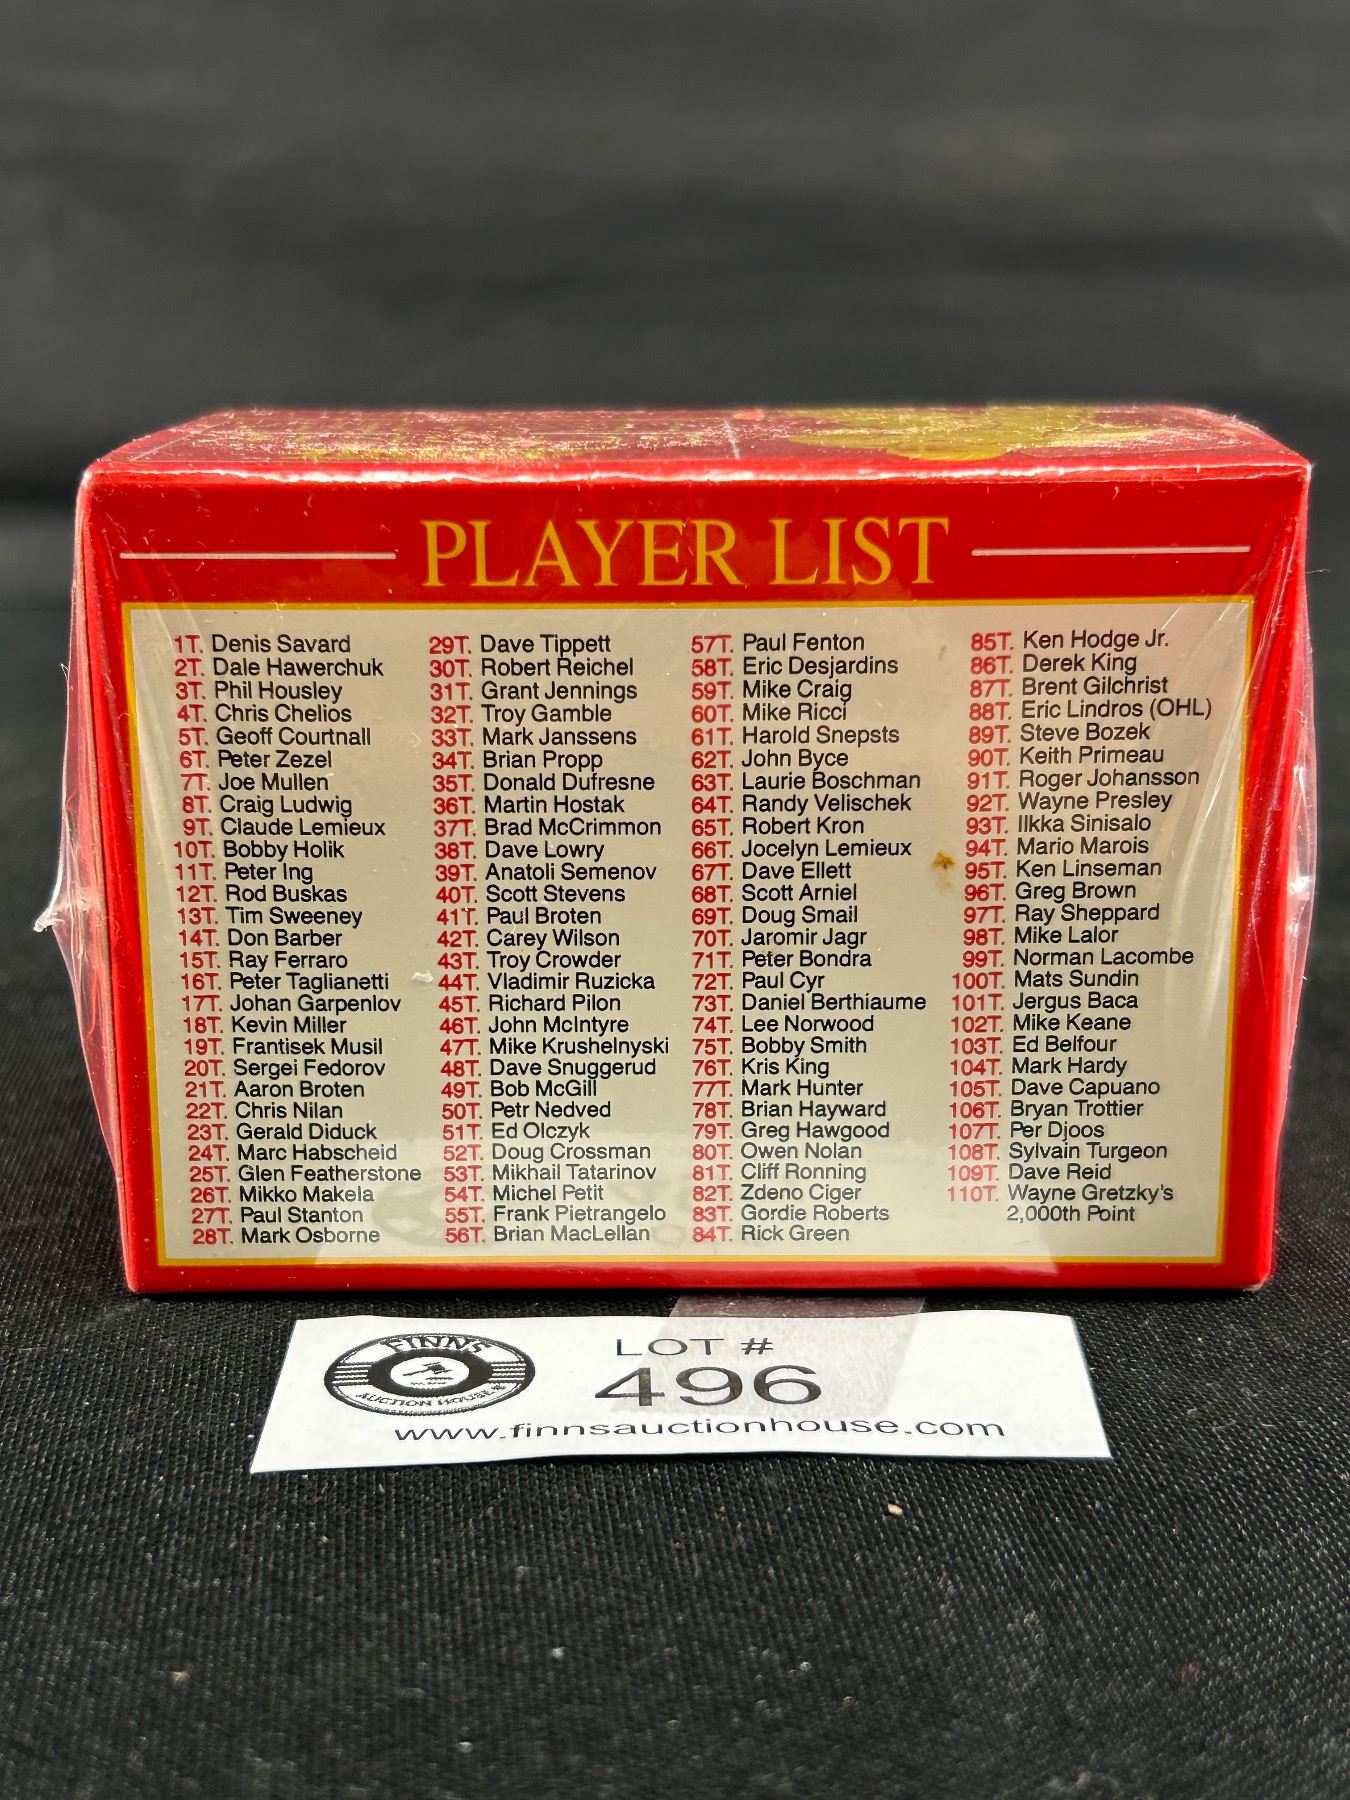 PLAYER LIST
1T. Denis Savard
2T. Dale Hawerchuk
3T. Phil Housley
4T. Chris Chelios
5T. Geoff Courtnall
6T. Peter Zezel
7T. Joe Mullen
8T. Craig Ludwig
9T. Claude Lemieux
10T. Bobby Holik
11T. Peter Ing
12T. Rod Buskas
13T. Tim Sweeney
14T. Don Barber
15T. Ray Ferraro
16T. Peter Taglianetti
17T. Johan Garpenlov
18T. Kevin Miller
19T. Frantisek Musil
20T. Sergei Fedorov
21T. Aaron Broten
22T. Chris Nilan
23T. Gerald Diduck
24T. Marc Habscheid
25T. Glen Featherstone
26T. Mikko Makela
27T. Paul Stanton
28T. Mark Osborne
29T. Dave Tippett
30T. Robert Reichel
31T. Grant Jennings
32T. Troy Gamble
33T. Mark Janssens
34T. Brian Propp
35T. Donald Dufresne
36T. Martin Hostak
37T. Brad McCrimmon
38T. Dave Lowry
39T. Anatoli Semenov
40T. Scott Stevens
41T. Paul Broten
42T. Carey Wilson
43T. Troy Crowder
44T. Vladimir Ruzicka
45T. Richard Pilon
46T. John McIntyre
47T. Mike Krushelnyski
48T. Dave Snuggerud
49T. Bob McGill
50T. Petr Nedved
51T. Ed Olczyk
52T. Doug Crossman
53T. Mikhail Tatarinov
54T. Michel Petit
55T. Frank Pietrangelo
56T. Brian MacLellan
57T. Paul Fenton
58T. Eric Desjardins
59T. Mike Craig
60T. Mike Ricci
61T. Harold Snepsts
62T. John Byce
63T. Laurie Boschman
64T. Randy Velischek
65T. Robert Kron
66T. Jocelyn Lemieux
67T. Dave Ellett
68T. Scott Arniel
69T. Doug Smail
70T. Jaromir Jagr
71T. Peter Bondra
72T. Paul Cyr
73T. Daniel Berthiaume
74T. Lee Norwood
75T. Bobby Smith
76T. Kris King
77T. Mark Hunter
78T. Brian Hayward
79T. Greg Hawgood
80T. Owen Nolan
81T. Cliff Ronning
82T. Zdeno Ciger
83T. Gordie Roberts
84T. Rick Green
85T. Ken Hodge Jr.
86T. Derek King
87T. Brent Gilchrist
88T. Eric Lindros (OHL)
89T. Steve Bozek
90T. Keith Primeau
91T. Roger Johansson
92T. Wayne Presley
93T. Ilkka Sinisalo
94T. Mario Marois
95T. Ken Linseman
96T. Greg Brown
97T. Ray Sheppard
98T. Mike Lalor
99T. Norman Lacombe
100T. Mats Sundin
101T. Jergus Baca
102T. Mike Keane
103T. Ed Belfour
104T. Mark Hardy
105T. Dave Capuano
106T. Bryan Trottier
107T. Per Djoos
108T. Sylvain Turgeon
109T. Dave Reid
110T. Wayne Gretzky's
2,000th Point
FINNS
AUCTION HOUSE
LOT #
496
www.finnsauctionhouse.com